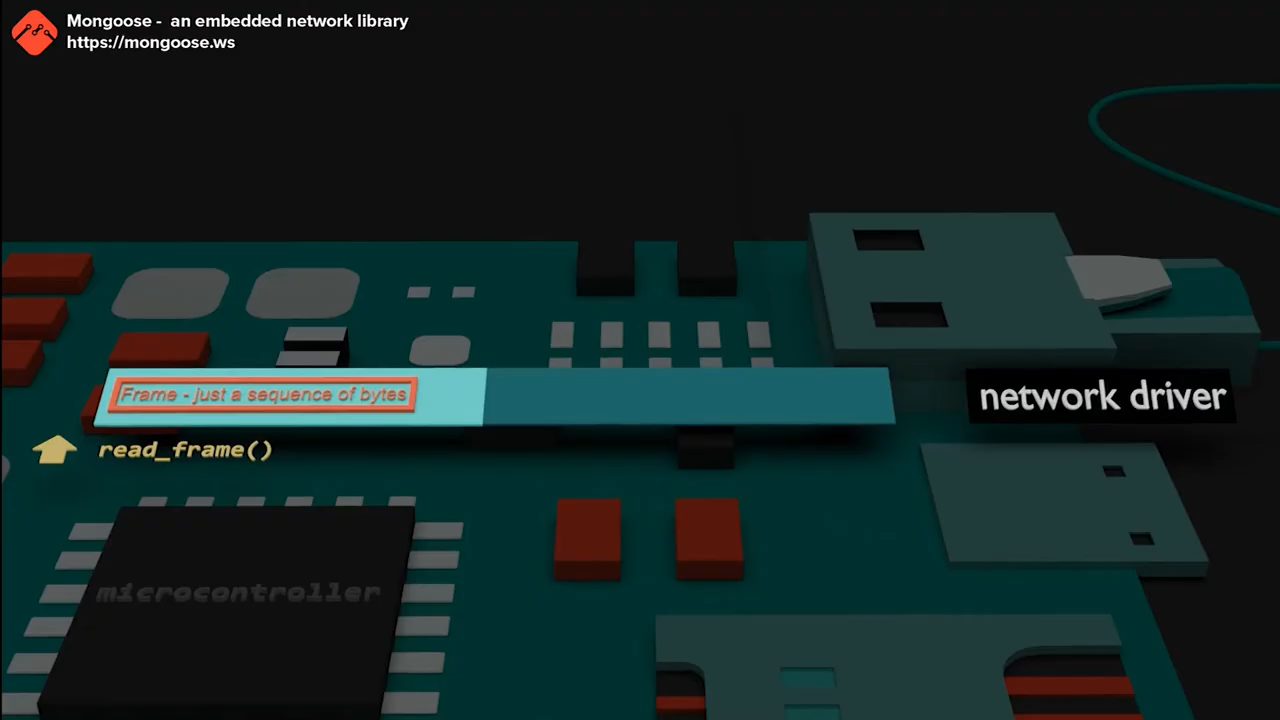 Mongoose - an embedded network library
https://mongoose.ws
Frame - just a sequence of bytes
network driver
read_frame()
microcontroller